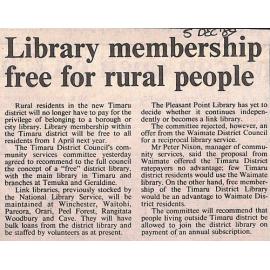 5 DEC 89
Library membership
free for rural people
Rural residents in the new Timaru
district will no longer have to pay for the
privilege of belonging to a borough or
city library. Library membership within
the Timaru district will be free to all
residents from 1 April next year.
The Timaru District Council's com-
munity services committee yesterday
agreed to recommend to the full council
the concept of a "free" district library,
with the main library in Timaru and
branches at Temuka and Geraldine.
Link libraries, previously stocked by
the National Library Service, will be
maintained at Winchester, Waitohi,
Pareora, Orari, Peel Forest, Rangitata
Woodbury and Cave. They will have
bulk loans from the district library and
be staffed by volunteers as at present.
The Pleasant Point Library has yet to
decide whether it continues indepen-
dently or becomes a link library.
The committee rejected, however, an
offer from the Waimate District Council
for a reciprocal library service.
Mr Peter Nixon, manager of commu-
nity services, said the proposal from
Waimate offered the Timaru District
ratepayers no advantage; few Timaru
district residents would use the Waimate
library. On the other hand, free member-
ship of the Timaru District Library
would be an advantage to Waimate Dis-
trict residents.
The committee will recommend that
people living outside Timaru district be
allowed to join the district library on
payment of an annual subscription.